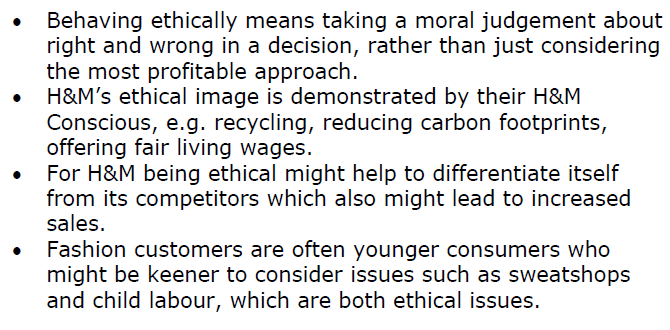 • Behaving ethically means taking a moral judgement about
right and wrong in a decision, rather than just considering
the most profitable approach.
• H&M's ethical image is demonstrated by their H&M
Conscious, e.g. recycling, reducing carbon footprints,
offering fair living wages.
• For H&M being ethical might help to differentiate itself
from its competitors which also might lead to increased
sales.
• Fashion customers are often younger consumers who
might be keener to consider issues such as sweatshops
and child labour, which are both ethical issues.